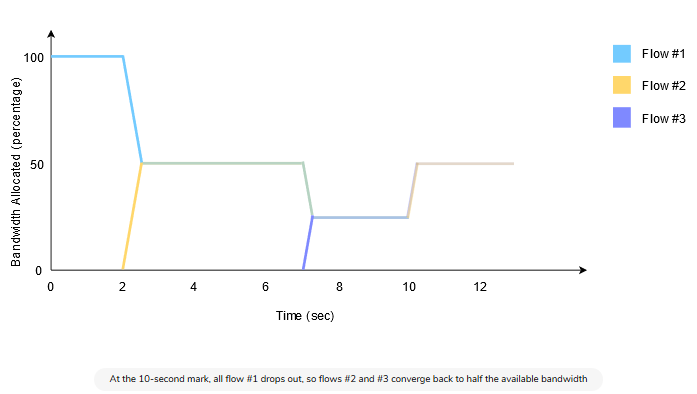 100
50
0
Bandwidth Allocated (percentage)
0 2 4 6 8 10 12
Time (sec)
Flow #1
Flow #2
Flow #3
At the 10-second mark, all flow #1 drops out, so flows #2 and #3 converge back to half the available bandwidth